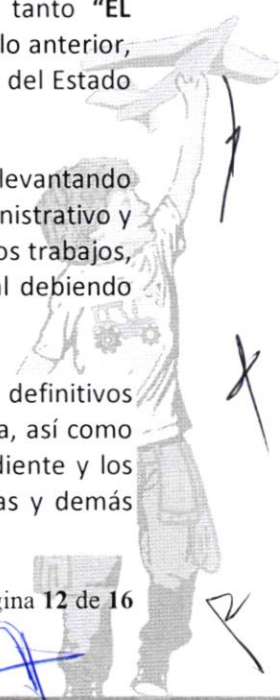 tanto “EL
lo anterior,
del Estado
levantando
nistrativo y
os trabajos,
al debiendo
definitivos
a, así como
diente y los
as y demás
gina 12 de 16